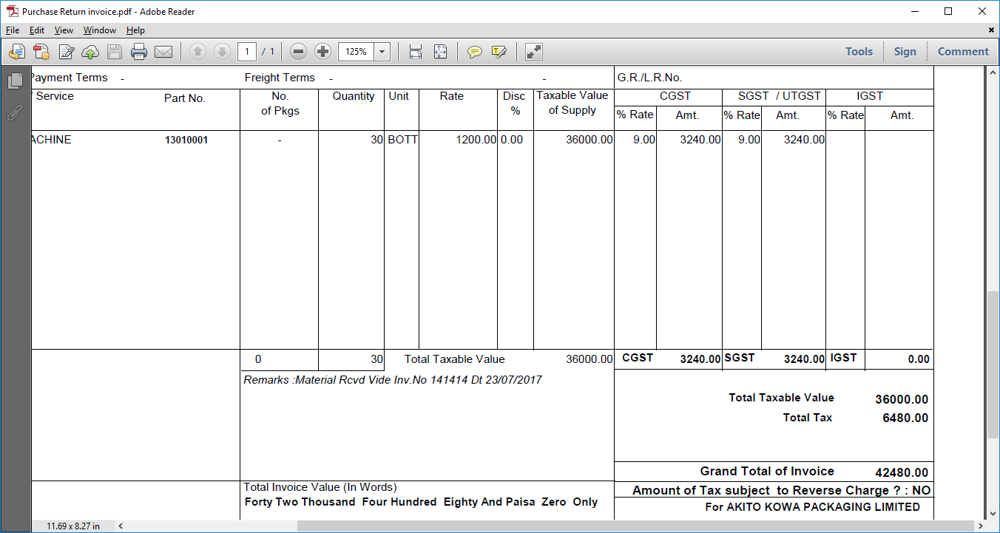 Purchase Return invoice.pdf - Adobe Reader
File Edit View Window Help
1 / 1 125% Tools Sign Comment
Payment Terms - Freight Terms - - G.R./L.R.No.
/ Service Part No. No. of Pkgs Quantity Unit Rate Disc % Taxable Value of Supply CGST SGST / UTGST IGST
% Rate Amt. % Rate Amt. % Rate Amt.
ACHINE 13010001 - 30 BOTT 1200.00 0.00 36000.00 9.00 3240.00 9.00 3240.00
0 30 Total Taxable Value 36000.00 CGST 3240.00 SGST 3240.00 IGST 0.00
Remarks :Material Rcvd Vide Inv.No 141414 Dt 23/07/2017
Total Taxable Value 36000.00
Total Tax 6480.00
Grand Total of Invoice 42480.00
Total Invoice Value (In Words)
Amount of Tax subject to Reverse Charge ? : NO
Forty Two Thousand Four Hundred Eighty And Paisa Zero Only
For AKITO KOWA PACKAGING LIMITED
11.69 x 8.27 in